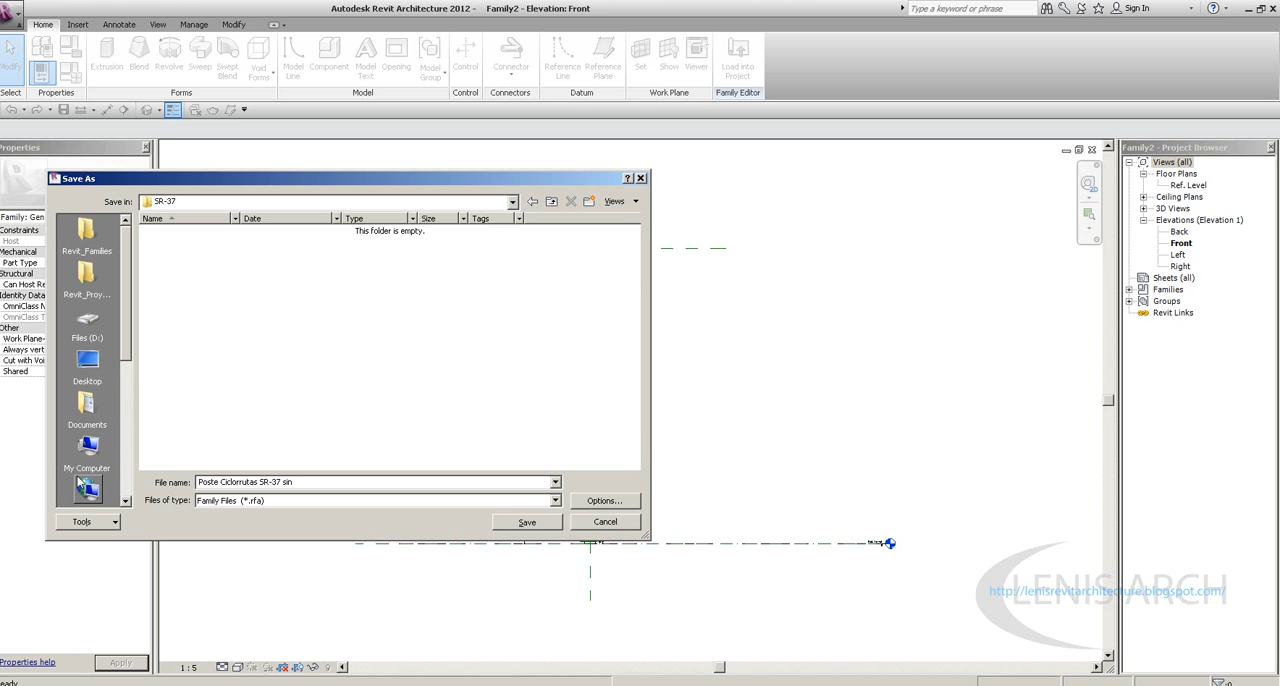 Autodesk Revit Architecture 2012 - Family2 - Elevation: Front
Type a keyword or phrase
Sign In
Home Insert Annotate View Manage Modify
Modify
Extrusion Blend Revolve Sweep Swept Blend Void Forms
Model Line Component Model Text Opening Model Group
Control Connector
Reference Line Reference Plane
Set Show Viewer
Load into Project
Select Properties Forms Model Control Connectors Datum Work Plane Family Editor
Properties
Family: Gen
Constraints
Host
Mechanical
Part Type
Structural
Can Host Re
Identity Data
OmniClass N
OmniClass T
Other
Work Plane-
Always vert
Cut with Voi
Shared
Properties help
Apply
Save As
Save in:
SR-37
Views
Name Date Type Size Tags
This folder is empty.
Revit_Families
Revit_Proy...
Files (D:)
Desktop
Documents
My Computer
File name:
Poste Ciclorrutas SR-37 sin
Files of type:
Family Files (*.rfa)
Options...
Tools
Save
Cancel
Family2 - Project Browser
Views (all)
Floor Plans
Ref. Level
Ceiling Plans
3D Views
Elevations (Elevation 1)
Back
Front
Left
Right
Sheets (all)
Families
Groups
Revit Links
LENIS ARCH
http://lenisrevitarchitecture.blogspot.com/
1:5
eady
:0